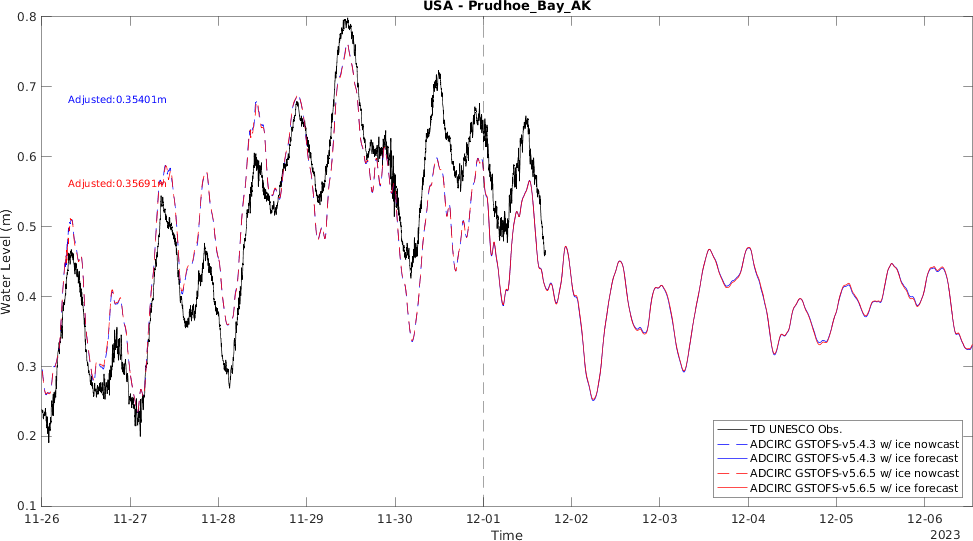 USA - Prudhoe_Bay_AK
0.8
0.7
0.6
0.5
0.4
0.3
0.2
0.1
Water Level (m)
Adjusted:0.35401m
Adjusted:0.35691m
TD UNESCO Obs.
ADCIRC GSTOFS-v5.4.3 w/ ice nowcast
ADCIRC GSTOFS-v5.4.3 w/ ice forecast
ADCIRC GSTOFS-v5.6.5 w/ ice nowcast
ADCIRC GSTOFS-v5.6.5 w/ ice forecast
11-26 11-27 11-28 11-29 11-30 12-01 12-02 12-03 12-04 12-05 12-06
Time
2023